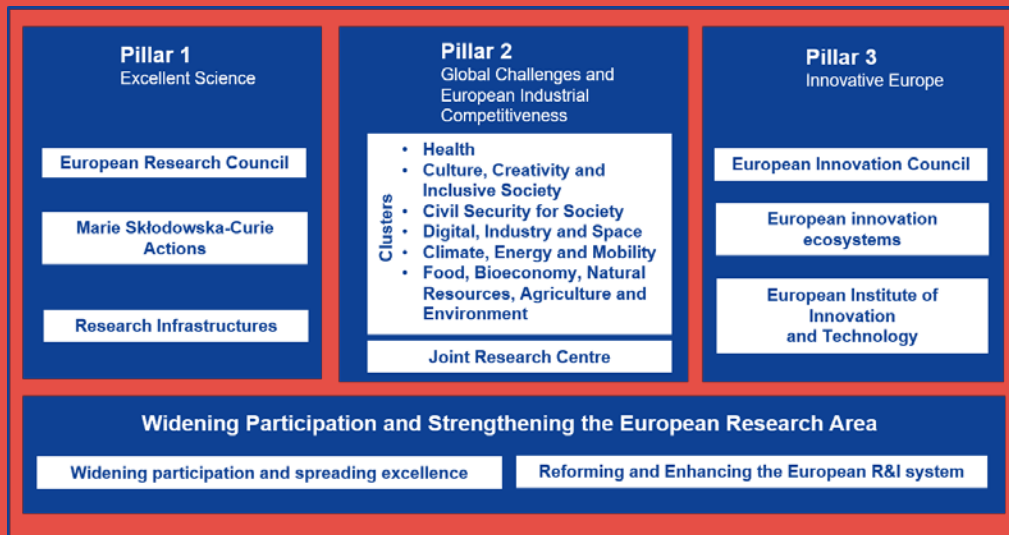 Pillar 1
Excellent Science
European Research Council
Marie Skłodowska-Curie
Actions
Research Infrastructures
Pillar 2
Global Challenges and
European Industrial
Competitiveness
Clusters
• Health
• Culture, Creativity and
Inclusive Society
• Civil Security for Society
• Digital, Industry and Space
• Climate, Energy and Mobility
• Food, Bioeconomy, Natural
Resources, Agriculture and
Environment
Joint Research Centre
Pillar 3
Innovative Europe
European Innovation Council
European innovation
ecosystems
European Institute of
Innovation
and Technology
Widening Participation and Strengthening the European Research Area
Widening participation and spreading excellence
Reforming and Enhancing the European R&I system